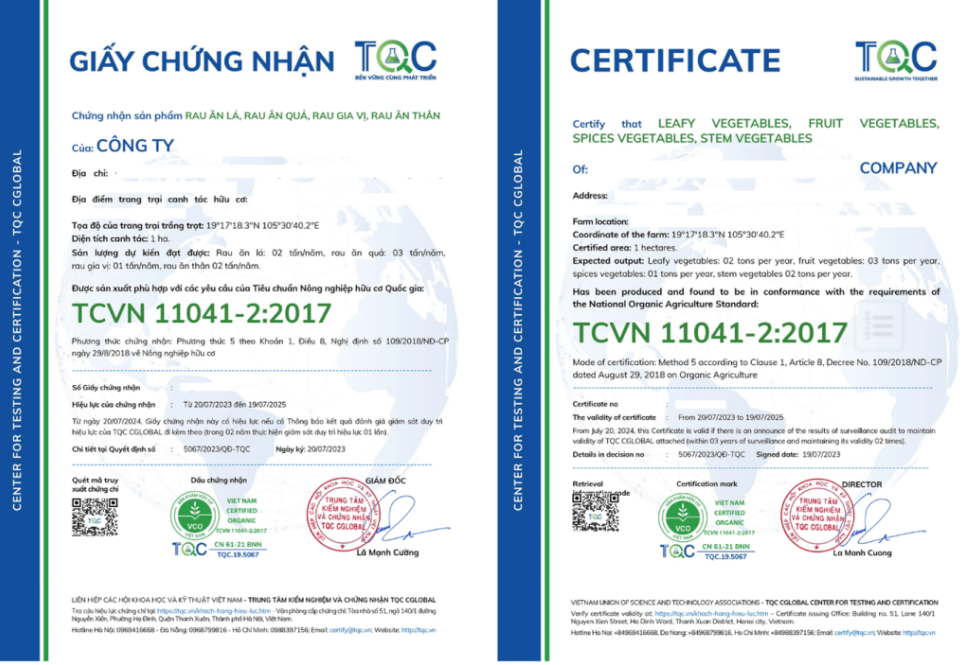 CENTER FOR TESTING AND CERTIFICATION - TQC CGLOBAL
GIẤY CHỨNG NHẬN
TQC
BỀN VỮNG CÙNG PHÁT TRIỂN
Chứng nhận sản phẩm RAU ĂN LÁ, RAU ĂN QUẢ, RAU GIA VỊ, RAU ĂN THÂN
Của: CÔNG TY
Địa chỉ:
Địa điểm trang trại canh tác hữu cơ:
Tọa độ của trang trại trồng trọt: 19°17'18.3"N 105°30'40.2"E
Diện tích canh tác: 1 ha.
Sản lượng dự kiến đạt được: Rau ăn lá: 02 tấn/năm, rau ăn quả: 03 tấn/năm,
rau gia vị: 01 tấn/năm, rau ăn thân 02 tấn/năm.
Được sản xuất phù hợp với các yêu cầu của Tiêu chuẩn Nông nghiệp hữu cơ Quốc gia:
TCVN 11041-2:2017
Phương thức chứng nhận: Phương thức 5 theo Khoản 1, Điều 8, Nghị định số 109/2018/NĐ-CP
ngày 29/8/2018 về Nông nghiệp hữu cơ
Số Giấy chứng nhận :
Hiệu lực của chứng nhận : Từ 20/07/2023 đến 19/07/2025
Từ ngày 20/07/2024, Giấy chứng nhận này có hiệu lực nếu có Thông báo kết quả đánh giá giám sát duy trì
hiệu lực của TQC CGLOBAL đi kèm theo (trong 02 năm thực hiện giám sát duy trì hiệu lực 01 lần).
Chi tiết tại Quyết định số : 5067/2023/QĐ-TQC Ngày ký: 20/07/2023
Quét mã truy
xuất chứng chỉ
Dấu chứng nhận
GIÁM ĐỐC
TQC
VCO
VIỆT NAM
VIET NAM
CERTIFIED
ORGANIC
TCVN 11041-2:2017
TQC
CN 61-21 BNN
TQC.19.5067
TRUNG TÂM
KIỂM NGHIỆM
VÀ CHỨNG NHẬN
TQC CGLOBAL
Lã Mạnh Cường
LIÊN HIỆP CÁC HỘI KHOA HỌC VÀ KỸ THUẬT VIỆT NAM - TRUNG TÂM KIỂM NGHIỆM VÀ CHỨNG NHẬN TQC CGLOBAL
Tra cứu hiệu lực chứng chỉ tại: https://tqc.vn/khach-hang-hieu-luc.htm - Văn phòng cấp chứng chỉ: Tòa nhà số 51, ngõ 140/1 đường
Nguyễn Xiển, Phường Hạ Đình, Quận Thanh Xuân, Thành phố Hà Nội, Việt Nam.
Hotline Hà Nội: 0969416668 - Đà Nẵng: 0968799816 - Hồ Chí Minh: 0988397156; Email: certify@tqc.vn; Website: http://tqc.vn
CENTER FOR TESTING AND CERTIFICATION - TQC CGLOBAL
CERTIFICATE
TQC
SUSTAINABLE GROWTH TOGETHER
Certify that LEAFY VEGETABLES, FRUIT VEGETABLES,
SPICES VEGETABLES, STEM VEGETABLES
Of: COMPANY
Address:
Farm location:
Coordinate of the farm: 19°17'18.3"N 105°30'40.2"E
Certified area: 1 hectares.
Expected output: Leafy vegetables: 02 tons per year, fruit vegetables: 03 tons per year,
spices vegetables: 01 tons per year, stem vegetables 02 tons per year.
Has been produced and found to be in conformance with the requirements of
the National Organic Agriculture Standard:
TCVN 11041-2:2017
Mode of certification: Method 5 according to Clause 1, Article 8, Decree No. 109/2018/NĐ-CP
dated August 29, 2018 on Organic Agriculture
Certificate no :
The validity of certificate : From 20/07/2023 to 19/07/2025
From July 20, 2024, this Certificate is valid if there is an announce of the results of surveillance audit to maintain
validity of TQC CGLOBAL attached (within 03 years of surveillance and maintaining its validity 02 times).
Details in decision no : 5067/2023/QĐ-TQC Signed date: 19/07/2023
Retrieval
code
Certification mark
DIRECTOR
TQC
VCO
VIỆT NAM
VIET NAM
CERTIFIED
ORGANIC
TCVN 11041-2:2017
TQC
CN 61-21 BNN
TQC.19.5067
TRUNG TÂM
KIỂM NGHIỆM
VÀ CHỨNG NHẬN
TQC CGLOBAL
La Manh Cuong
VIETNAM UNION OF SCIENCE AND TECHNOLOGY ASSOCIATIONS - TQC CGLOBAL CENTER FOR TESTING AND CERTIFICATION
Verify certificate validity at: https://tqc.vn/khach-hang-hieu-luc.htm - Certificate issuing Office: Building No. 51, Lane 140/1
Nguyen Xien Street, Ha Dinh Ward, Thanh Xuan District, Hanoi city, Vietnam.
Hotline Ha Noi: +84969416668, Da Nang: +84968799816, Ho Chi Minh: +84988397156; Email: certify@tqc.vn; Website: http://tqc.vn